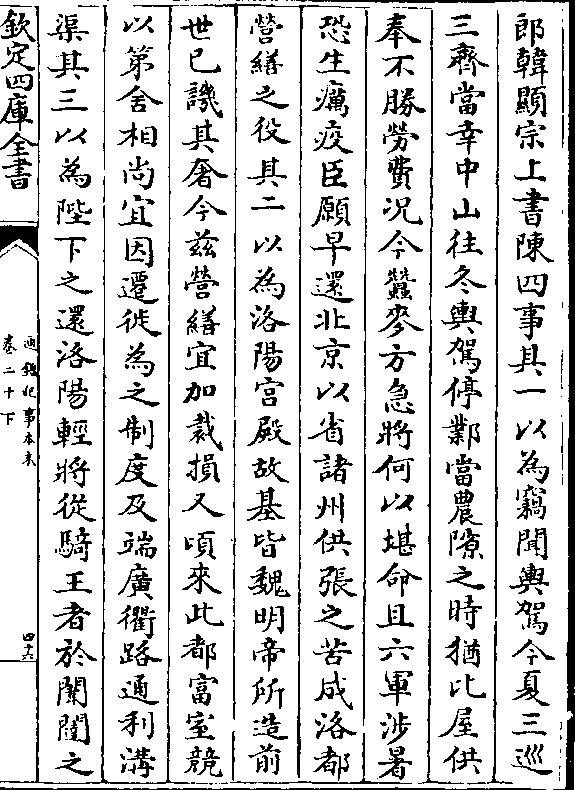 郎韓顯宗上書陳四事其一以為竊聞輿駕今夏三巡
三齊當幸中山往冬輿駕停鄴當農隙之時猶比屋供
奉不勝勞費况今蠶麥方急將何以堪命且六軍涉暑
恐生癘疫臣願早還北京以省諸州供張之苦成洛都
營繕之役其二以為洛陽宫殿故基皆魏明帝所造前
世已譏其奢今兹營繕宜加裁損又頃來北都富室競
以第舍相尚宜因遷徙為之制度及端廣衢路通利溝
渠其三以為陛下之還洛陽輕將從騎王者於闈闥之
欽定四庫全書
通鑑紀事本末
卷二十下
四十六